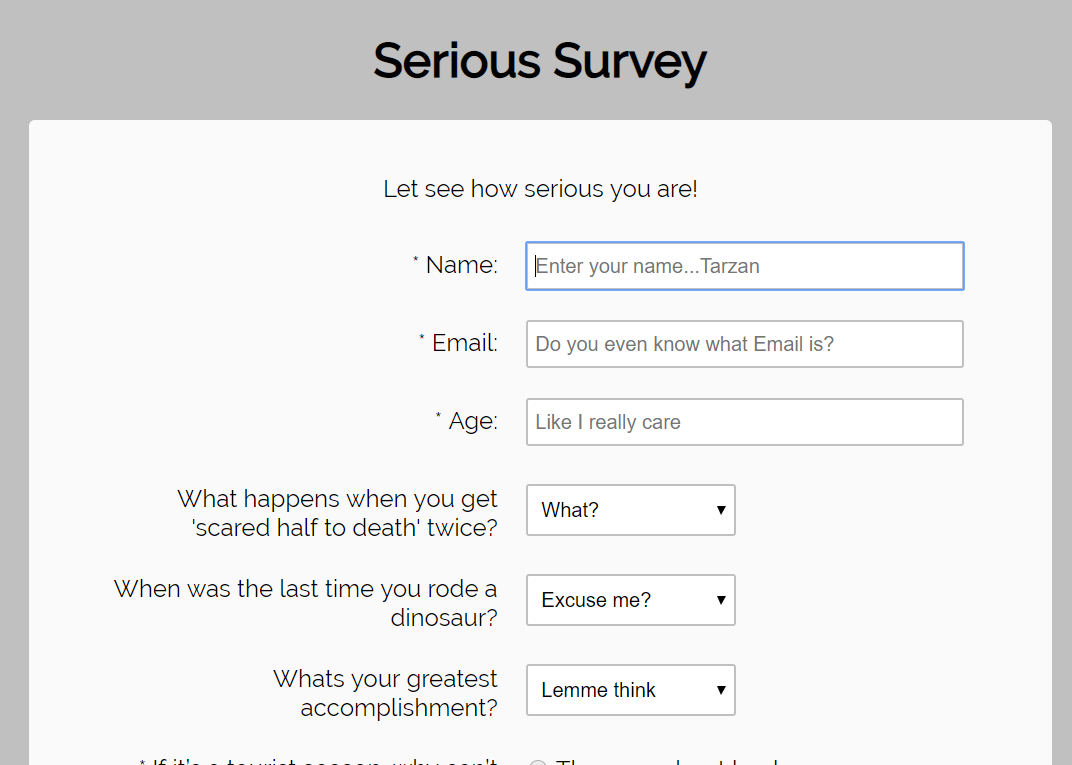 Serious Survey
Let see how serious you are!
* Name:
Enter your name...Tarzan
* Email:
Do you even know what Email is?
* Age:
Like I really care
What happens when you get
'scared half to death' twice?
What?
When was the last time you rode a
dinosaur?
Excuse me?
Whats your greatest
accomplishment?
Lemme think
* If it's a tourist season, why can't